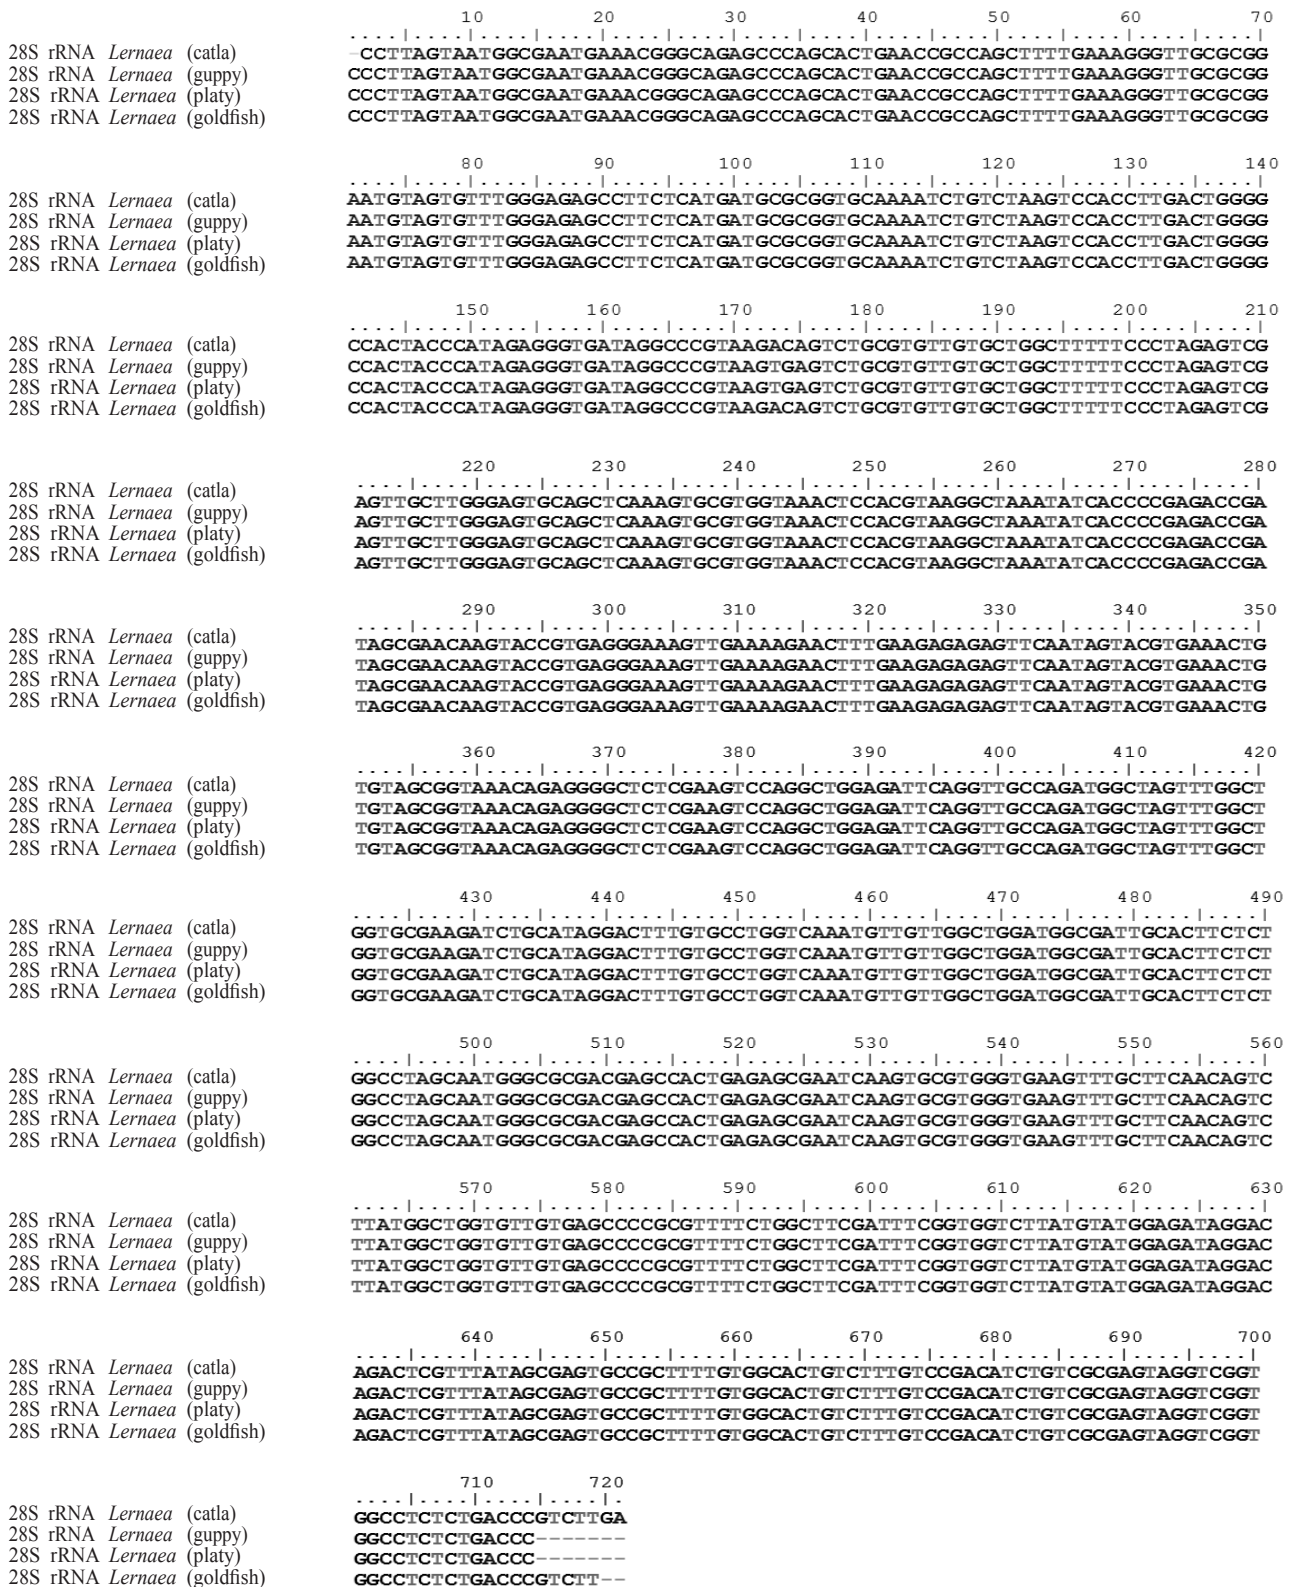 10 20 30 40 50 60 70
28S rRNA Lernaea (catla) -CCTTAGTAATGGCGAATGAAACGGGCAGAGCCCAGCACTGAACCGCCAGCTTTTGAAAGGGTTGCGCGG
28S rRNA Lernaea (guppy) CCCTTAGTAATGGCGAATGAAACGGGCAGAGCCCAGCACTGAACCGCCAGCTTTTGAAAGGGTTGCGCGG
28S rRNA Lernaea (platy) CCCTTAGTAATGGCGAATGAAACGGGCAGAGCCCAGCACTGAACCGCCAGCTTTTGAAAGGGTTGCGCGG
28S rRNA Lernaea (goldfish) CCCTTAGTAATGGCGAATGAAACGGGCAGAGCCCAGCACTGAACCGCCAGCTTTTGAAAGGGTTGCGCGG
80 90 100 110 120 130 140
28S rRNA Lernaea (catla) AATGTAGTGTTTGGGAGAGCCTTCTCATGATGCGCGGTGCAAAATCTGTCTAAGTCCACCTTGACTGGGG
28S rRNA Lernaea (guppy) AATGTAGTGTTTGGGAGAGCCTTCTCATGATGCGCGGTGCAAAATCTGTCTAAGTCCACCTTGACTGGGG
28S rRNA Lernaea (platy) AATGTAGTGTTTGGGAGAGCCTTCTCATGATGCGCGGTGCAAAATCTGTCTAAGTCCACCTTGACTGGGG
28S rRNA Lernaea (goldfish) AATGTAGTGTTTGGGAGAGCCTTCTCATGATGCGCGGTGCAAAATCTGTCTAAGTCCACCTTGACTGGGG
150 160 170 180 190 200 210
28S rRNA Lernaea (catla) CCACTACCCATAGAGGGTGATAGGCCCGTAAGACAGTCTGCGTGTTGTGCTGGCTTTTTCCCTAGAGTCG
28S rRNA Lernaea (guppy) CCACTACCCATAGAGGGTGATAGGCCCGTAAGTGAGTCTGCGTGTTGTGCTGGCTTTTTCCCTAGAGTCG
28S rRNA Lernaea (platy) CCACTACCCATAGAGGGTGATAGGCCCGTAAGTGAGTCTGCGTGTTGTGCTGGCTTTTTCCCTAGAGTCG
28S rRNA Lernaea (goldfish) CCACTACCCATAGAGGGTGATAGGCCCGTAAGACAGTCTGCGTGTTGTGCTGGCTTTTTCCCTAGAGTCG
220 230 240 250 260 270 280
28S rRNA Lernaea (catla) AGTTGCTTGGGAGTGCAGCTCAAAGTGCGTGGTAAACTCCACGTAAGGCTAAATATCACCCCGAGACCGA
28S rRNA Lernaea (guppy) AGTTGCTTGGGAGTGCAGCTCAAAGTGCGTGGTAAACTCCACGTAAGGCTAAATATCACCCCGAGACCGA
28S rRNA Lernaea (platy) AGTTGCTTGGGAGTGCAGCTCAAAGTGCGTGGTAAACTCCACGTAAGGCTAAATATCACCCCGAGACCGA
28S rRNA Lernaea (goldfish) AGTTGCTTGGGAGTGCAGCTCAAAGTGCGTGGTAAACTCCACGTAAGGCTAAATATCACCCCGAGACCGA
290 300 310 320 330 340 350
28S rRNA Lernaea (catla) TAGCGAACAAGTACCGTGAGGGAAAGTTGAAAAGAACTTTGAAGAGAGAGTTCAATAGTACGTGAAACTG
28S rRNA Lernaea (guppy) TAGCGAACAAGTACCGTGAGGGAAAGTTGAAAAGAACTTTGAAGAGAGAGTTCAATAGTACGTGAAACTG
28S rRNA Lernaea (platy) TAGCGAACAAGTACCGTGAGGGAAAGTTGAAAAGAACTTTGAAGAGAGAGTTCAATAGTACGTGAAACTG
28S rRNA Lernaea (goldfish) TAGCGAACAAGTACCGTGAGGGAAAGTTGAAAAGAACTTTGAAGAGAGAGTTCAATAGTACGTGAAACTG
360 370 380 390 400 410 420
28S rRNA Lernaea (catla) TGTAGCGGTAAACAGAGGGGCTCTCGAAGTCCAGGCTGGAGATTCAGGTTGCCAGATGGCTAGTTTGGCT
28S rRNA Lernaea (guppy) TGTAGCGGTAAACAGAGGGGCTCTCGAAGTCCAGGCTGGAGATTCAGGTTGCCAGATGGCTAGTTTGGCT
28S rRNA Lernaea (platy) TGTAGCGGTAAACAGAGGGGCTCTCGAAGTCCAGGCTGGAGATTCAGGTTGCCAGATGGCTAGTTTGGCT
28S rRNA Lernaea (goldfish) TGTAGCGGTAAACAGAGGGGCTCTCGAAGTCCAGGCTGGAGATTCAGGTTGCCAGATGGCTAGTTTGGCT
430 440 450 460 470 480 490
28S rRNA Lernaea (catla) GGTGCGAAGATCTGCATAGGACTTTGTGCCTGGTCAAATGTTGTTGGCTGGATGGCGATTGCACTTCTCT
28S rRNA Lernaea (guppy) GGTGCGAAGATCTGCATAGGACTTTGTGCCTGGTCAAATGTTGTTGGCTGGATGGCGATTGCACTTCTCT
28S rRNA Lernaea (platy) GGTGCGAAGATCTGCATAGGACTTTGTGCCTGGTCAAATGTTGTTGGCTGGATGGCGATTGCACTTCTCT
28S rRNA Lernaea (goldfish) GGTGCGAAGATCTGCATAGGACTTTGTGCCTGGTCAAATGTTGTTGGCTGGATGGCGATTGCACTTCTCT
500 510 520 530 540 550 560
28S rRNA Lernaea (catla) GGCCTAGCAATGGGCGCGACGAGCCACTGAGAGCGAATCAAGTGCGTGGGTGAAGTTTGCTTCAACAGTC
28S rRNA Lernaea (guppy) GGCCTAGCAATGGGCGCGACGAGCCACTGAGAGCGAATCAAGTGCGTGGGTGAAGTTTGCTTCAACAGTC
28S rRNA Lernaea (platy) GGCCTAGCAATGGGCGCGACGAGCCACTGAGAGCGAATCAAGTGCGTGGGTGAAGTTTGCTTCAACAGTC
28S rRNA Lernaea (goldfish) GGCCTAGCAATGGGCGCGACGAGCCACTGAGAGCGAATCAAGTGCGTGGGTGAAGTTTGCTTCAACAGTC
570 580 590 600 610 620 630
28S rRNA Lernaea (catla) TTATGGCTGGTGTTGTGAGCCCCGCGTTTTCTGGCTTCGATTTCGGTGGTCTTATGTATGGAGATAGGAC
28S rRNA Lernaea (guppy) TTATGGCTGGTGTTGTGAGCCCCGCGTTTTCTGGCTTCGATTTCGGTGGTCTTATGTATGGAGATAGGAC
28S rRNA Lernaea (platy) TTATGGCTGGTGTTGTGAGCCCCGCGTTTTCTGGCTTCGATTTCGGTGGTCTTATGTATGGAGATAGGAC
28S rRNA Lernaea (goldfish) TTATGGCTGGTGTTGTGAGCCCCGCGTTTTCTGGCTTCGATTTCGGTGGTCTTATGTATGGAGATAGGAC
640 650 660 670 680 690 700
28S rRNA Lernaea (catla) AGACTCGTTTATAGCGAGTGCCGCTTTTGTGGCACTGTCTTTGTCCGACATCTGTCGCGAGTAGGTCGGT
28S rRNA Lernaea (guppy) AGACTCGTTTATAGCGAGTGCCGCTTTTGTGGCACTGTCTTTGTCCGACATCTGTCGCGAGTAGGTCGGT
28S rRNA Lernaea (platy) AGACTCGTTTATAGCGAGTGCCGCTTTTGTGGCACTGTCTTTGTCCGACATCTGTCGCGAGTAGGTCGGT
28S rRNA Lernaea (goldfish) AGACTCGTTTATAGCGAGTGCCGCTTTTGTGGCACTGTCTTTGTCCGACATCTGTCGCGAGTAGGTCGGT
710 720
28S rRNA Lernaea (catla) GGCCTCTCTGACCCGTCTTGA
28S rRNA Lernaea (guppy) GGCCTCTCTGACCC-------
28S rRNA Lernaea (platy) GGCCTCTCTGACCC-------
28S rRNA Lernaea (goldfish) GGCCTCTCTGACCCGTCTT--